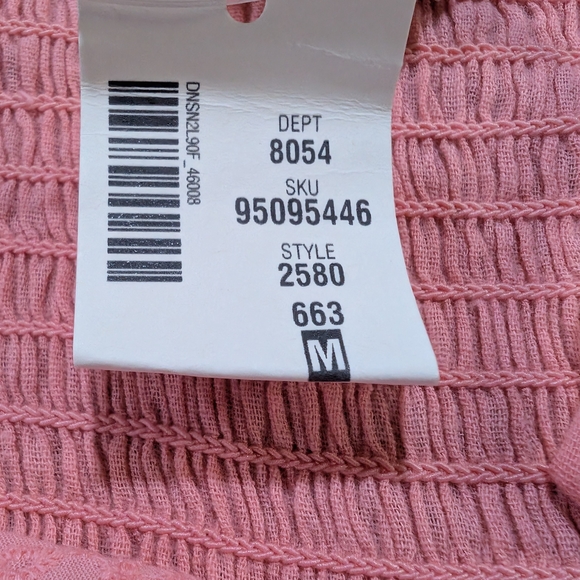 DNSN2L90F_46008
DEPT
8054
SKU
95095446
STYLE
2580
663
M